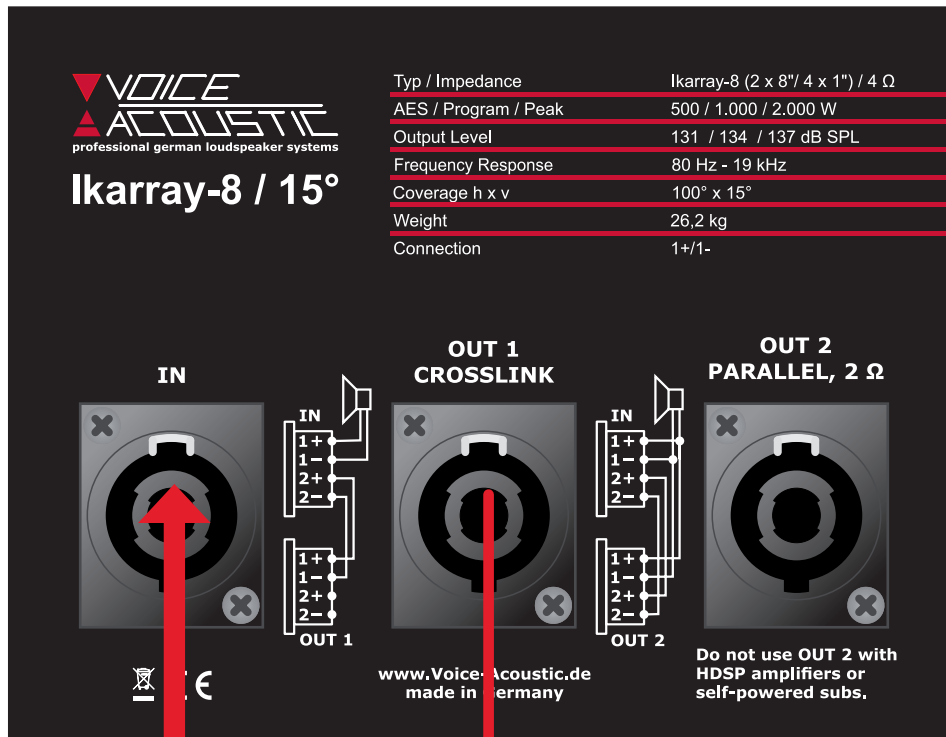 VOICE
ACOUSTIC
professional german loudspeaker systems
Ikarray-8 / 15°
Typ / Impedance Ikarray-8 (2 x 8"/ 4 x 1") / 4 Ω
AES / Program / Peak 500 / 1.000 / 2.000 W
Output Level 131 / 134 / 137 dB SPL
Frequency Response 80 Hz - 19 kHz
Coverage h x v 100° x 15°
Weight 26,2 kg
Connection 1+/1-
IN
OUT 1
CROSSLINK
OUT 2
PARALLEL, 2 Ω
IN
1+
1-
2+
2-
1+
1-
2+
2-
OUT 1
IN
1+
1-
2+
2-
1+
1-
2+
2-
OUT 2
CE
www.Voice-Acoustic.de
made in Germany
Do not use OUT 2 with
HDSP amplifiers or
self-powered subs.